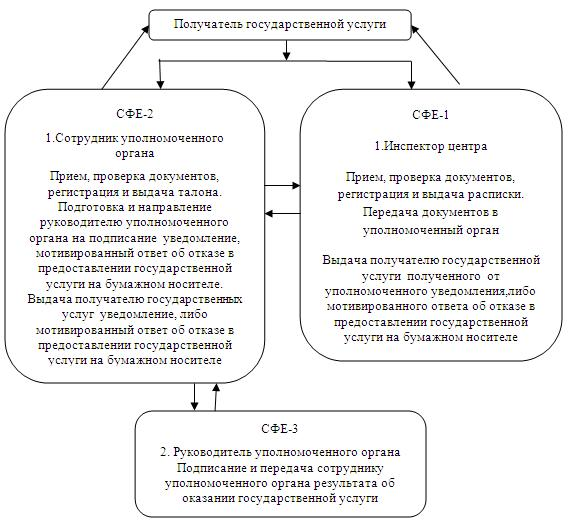 Получатель государственной услуги
СФЕ-2
1.Сотрудник уполномоченного
органа
Прием, проверка документов,
регистрация и выдача талона.
Подготовка и направление
руководителю уполномоченного
органа на подписание уведомление,
мотивированный ответ об отказе в
предоставлении государственной
услуги на бумажном носителе.
Выдача получателю государственных
услуг уведомление, либо
мотивированный ответ об отказе в
предоставлении государственной
услуги на бумажном носителе
СФЕ-1
1.Инспектор центра
Прием, проверка документов,
регистрация и выдача расписки.
Передача документов в
уполномоченный орган
Выдача получателю государственной
услуги полученного от
уполномоченного уведомления,либо
мотивированного ответа об отказе в
предоставлении государственной
услуги на бумажном носителе
СФЕ-3
2. Руководитель уполномоченного органа
Подписание и передача сотруднику
уполномоченного органа результата об
оказании государственной услуги